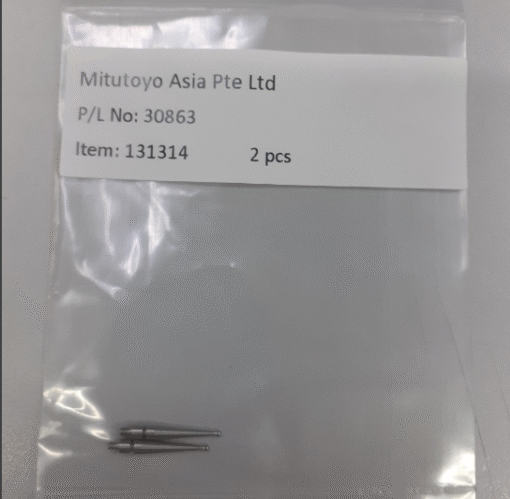 Mitutoyo Asia Pte Ltd
P/L No: 30863
Item: 131314 2 pcs